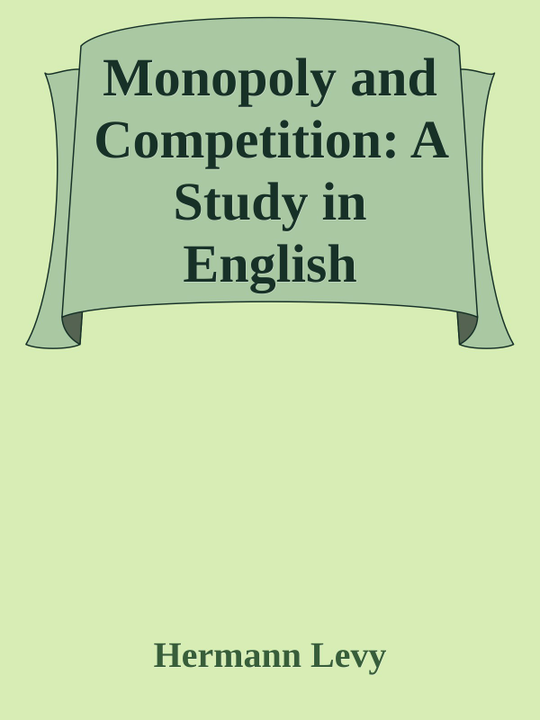 Monopoly and
Competition: A
Study in
English
Hermann Levy